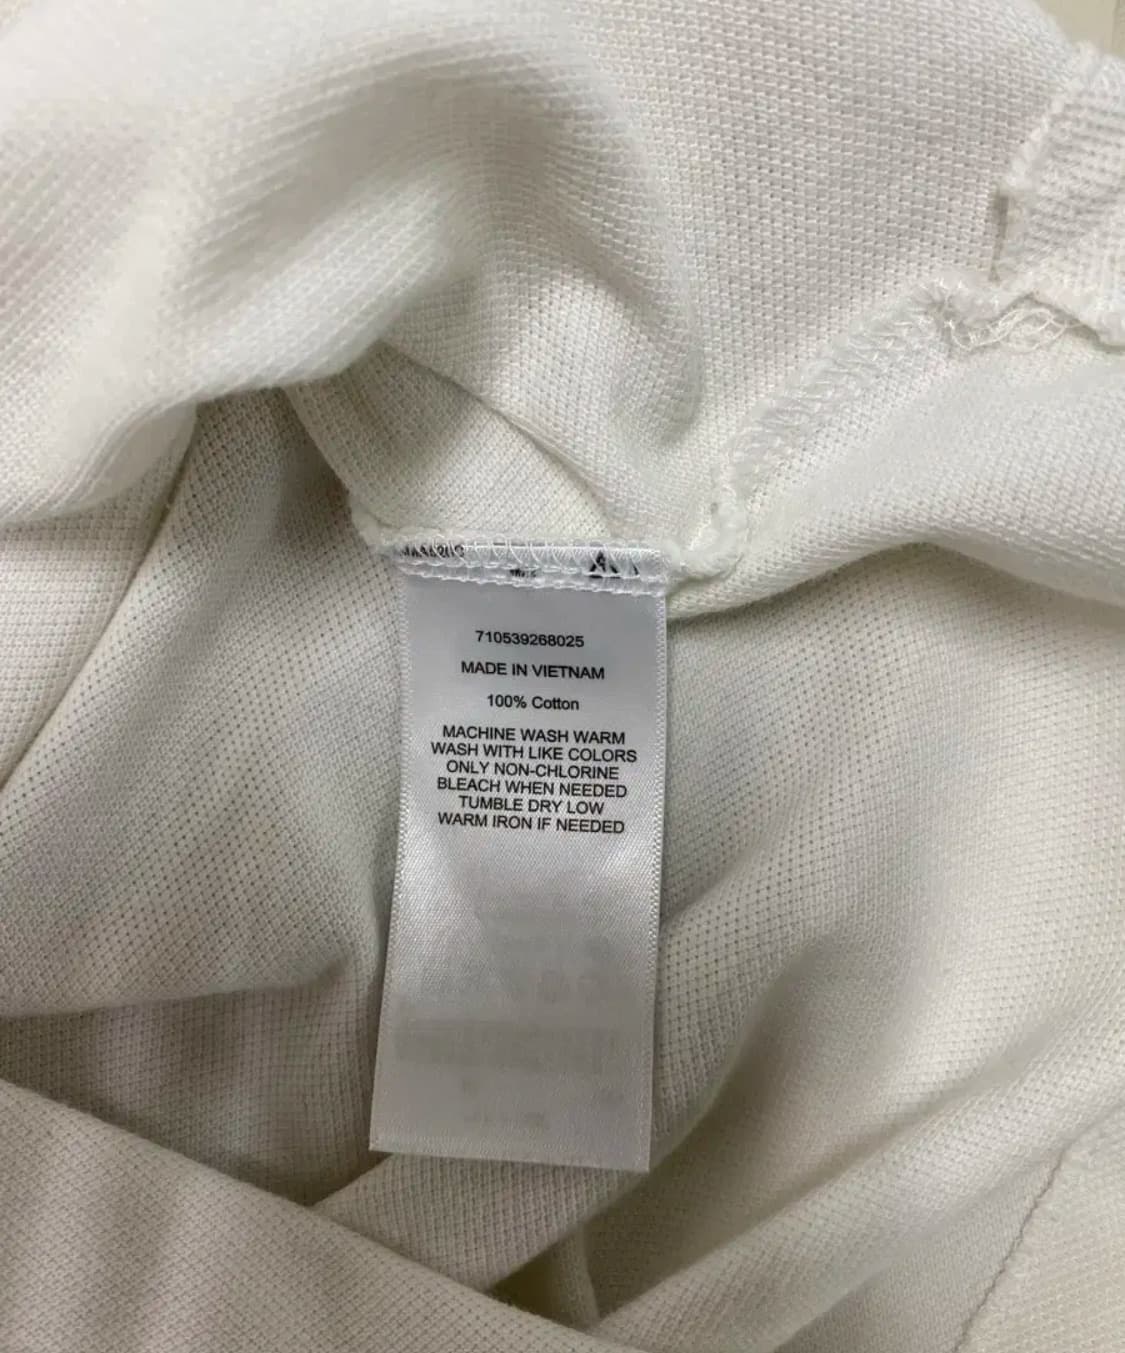 710539268025
MADE IN VIETNAM
100% Cotton
MACHINE WASH WARM
WASH WITH LIKE COLORS
ONLY NON-CHLORINE
BLEACH WHEN NEEDED
TUMBLE DRY LOW
WARM IRON IF NEEDED